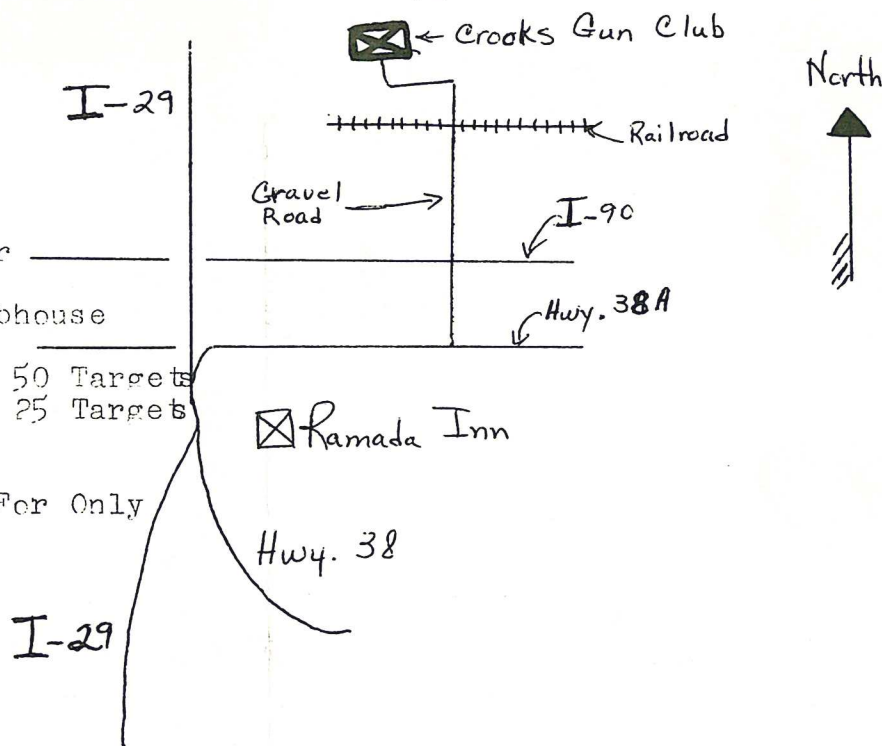 Crooks Gun Club
North
I-29
Railroad
Gravel
Road
I-90
Hwy. 38A
50 Targets
25 Targets
Ramada Inn
For Only
Hwy. 38
I-29